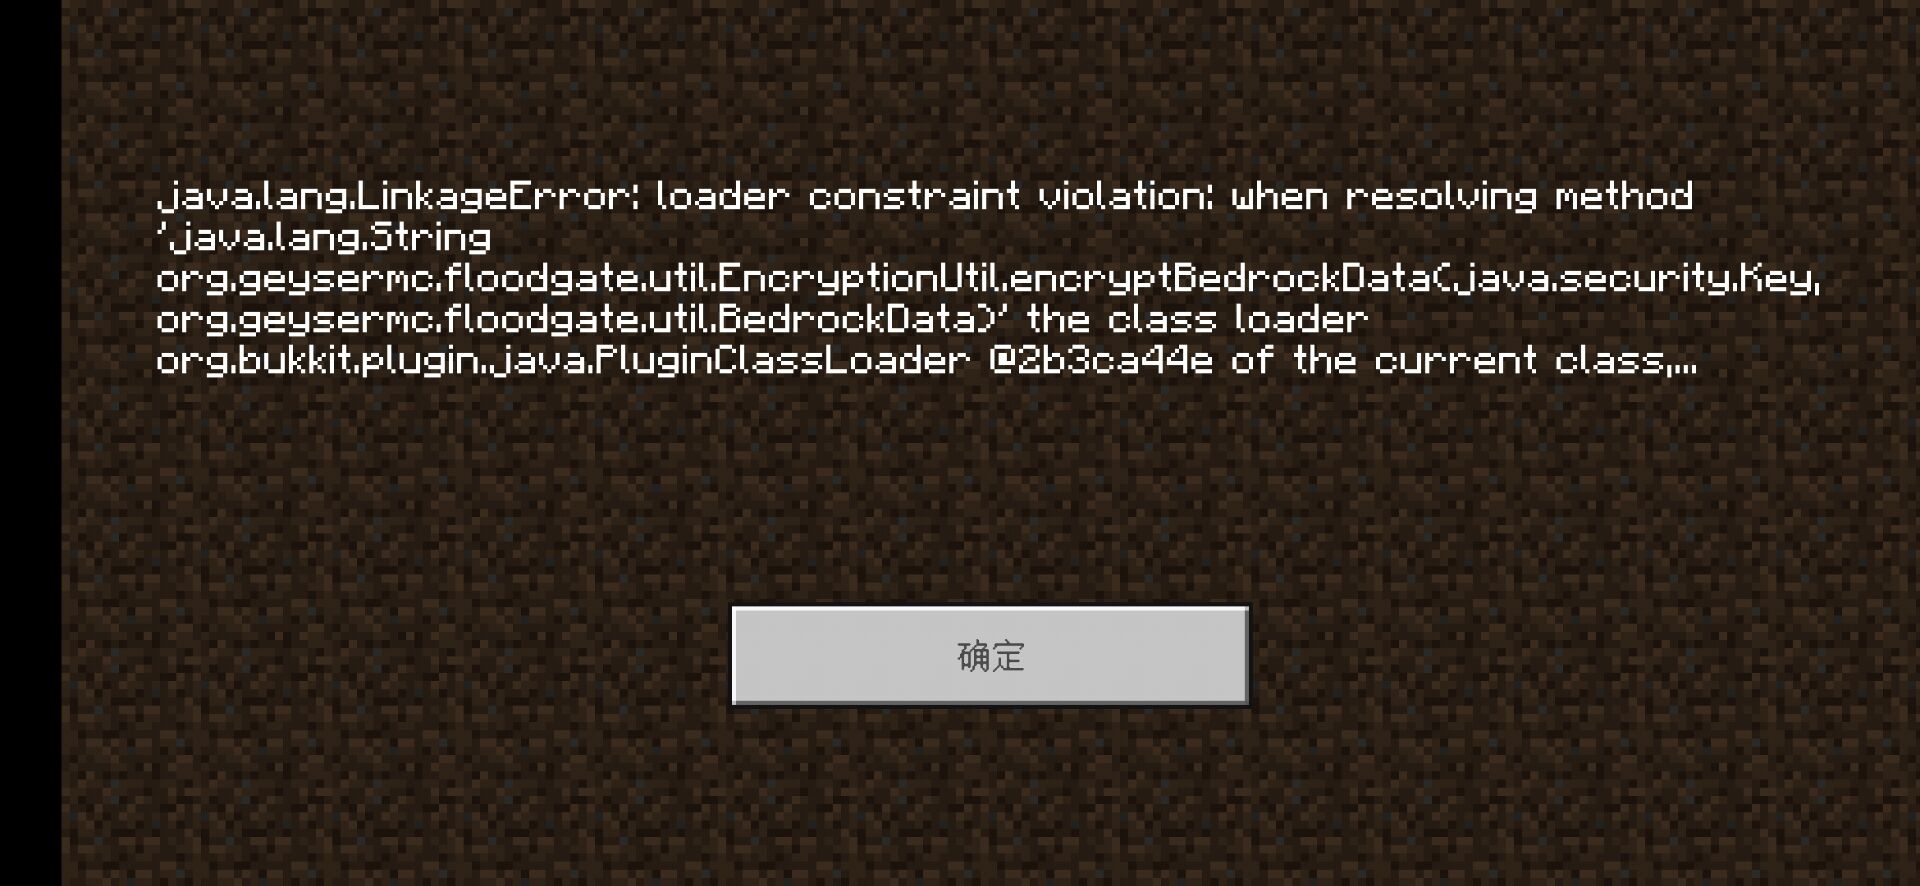 java.lang.LinkageError: loader constraint violation: when resolving method
'java.lang.String
org.geysermc.floodgate.util.EncryptionUtil.encryptBedrockData(java.security.Key,
org.geysermc.floodgate.util.BedrockData)' the class loader
org.bukkit.plugin.java.PluginClassLoader @2b3ca44e of the current class,...
确定